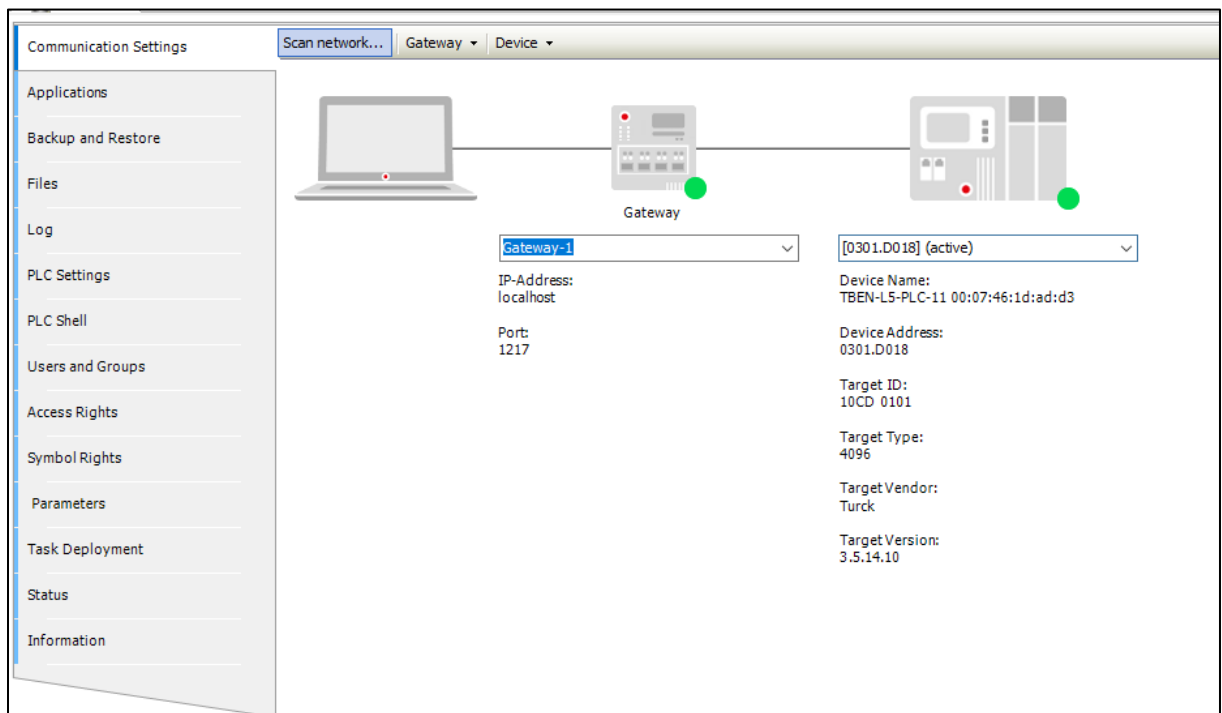 Communication Settings
Applications
Backup and Restore
Files
Log
PLC Settings
PLC Shell
Users and Groups
Access Rights
Symbol Rights
Parameters
Task Deployment
Status
Information
Scan network... Gateway Device
Gateway
Gateway-1
IP-Address:
localhost
Port:
1217
[0301.D018] (active)
Device Name:
TBEN-L5-PLC-11 00:07:46:1d:ad:d3
Device Address:
0301.D018
Target ID:
10CD 0101
Target Type:
4096
Target Vendor:
Turck
Target Version:
3.5.14.10